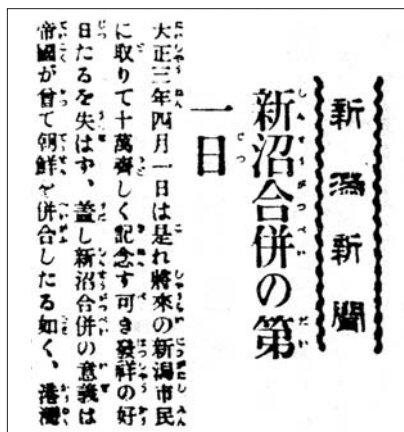 新潟新聞
新沼合併の第
一日
大正三年四月一日は是れ將來の新潟市民
に取りて十萬齊しく記念す可き發祥の好
日たるを失はず、蓋し新沼合併の意義は
帝國が曾て朝鮮を併合したる如く、港灣